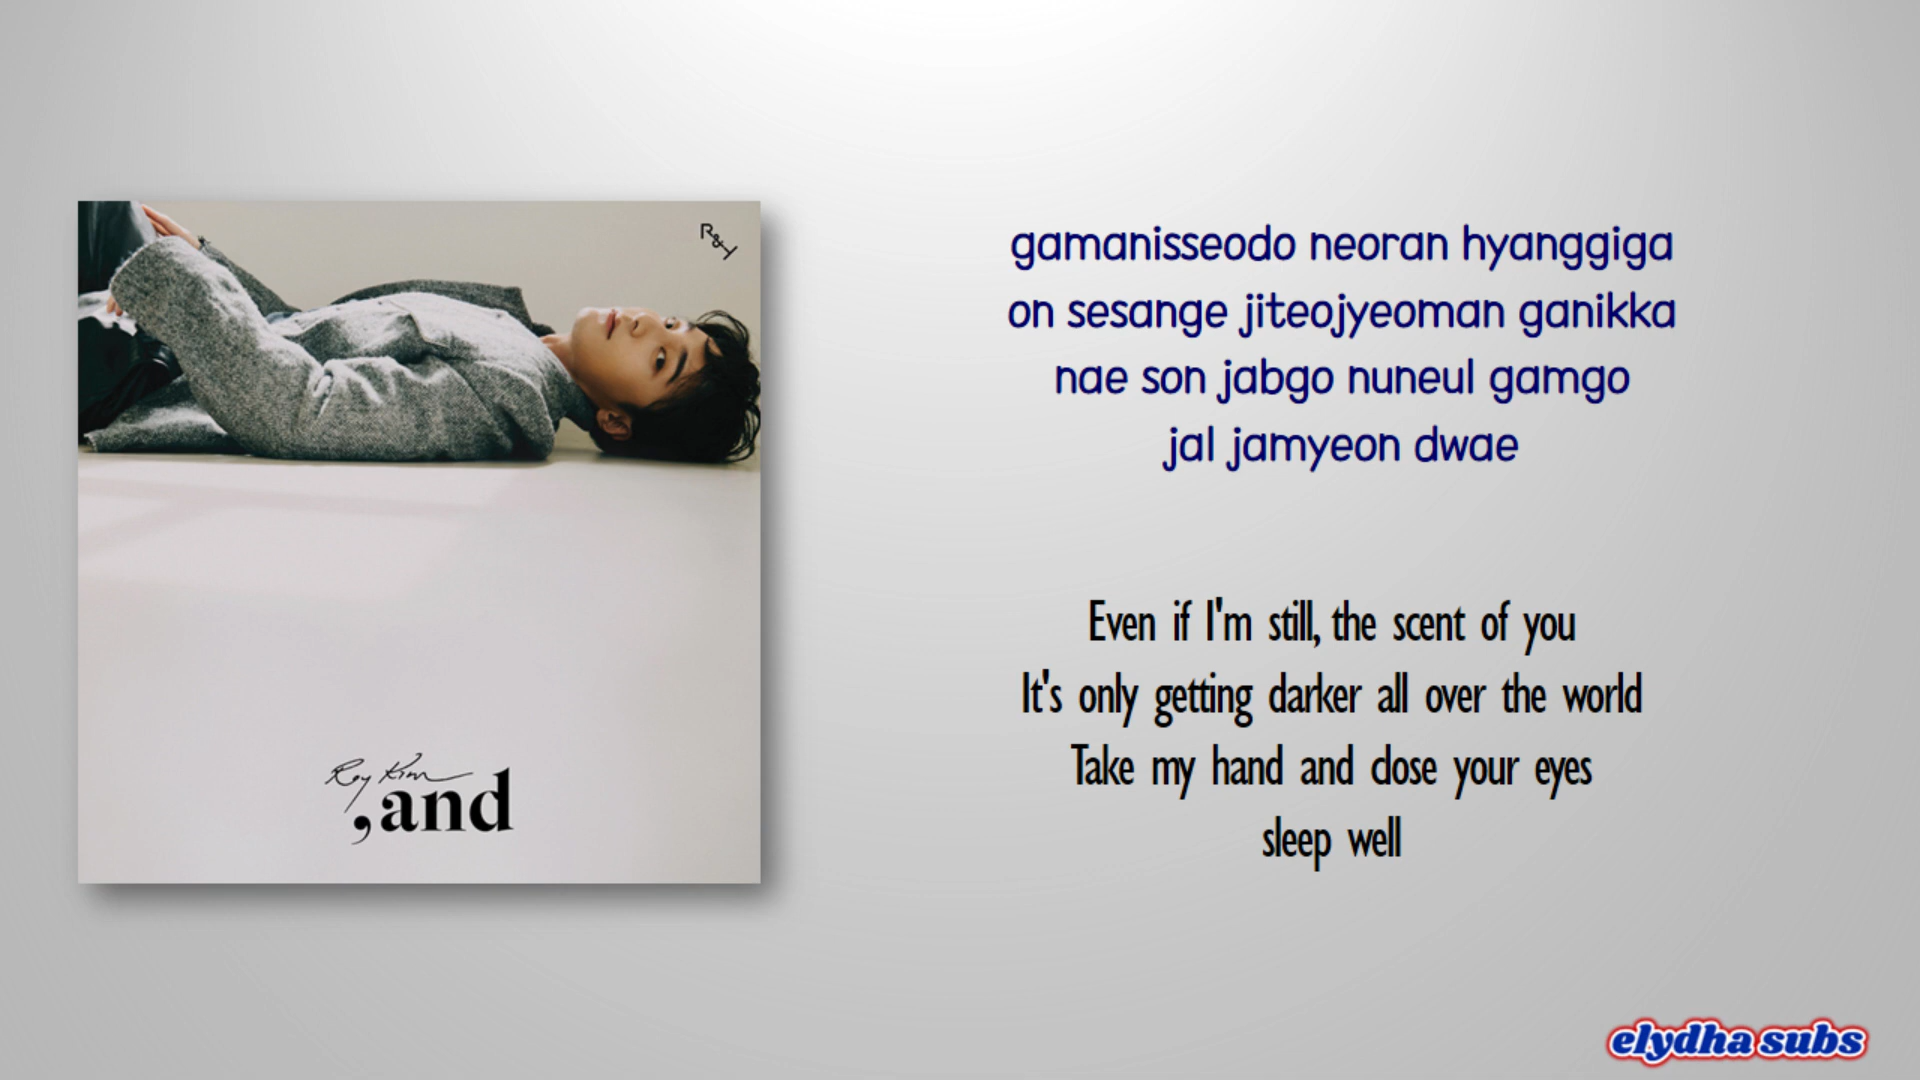 R&Y
Roy Kim
,and
gamanisseodo neoran hyanggiga
on sesange jiteojyeoman ganikka
nae son jabgo nuneul gamgo
jal jamyeon dwae
Even if I'm still, the scent of you
It's only getting darker all over the world
Take my hand and close your eyes
sleep well
elydha subs